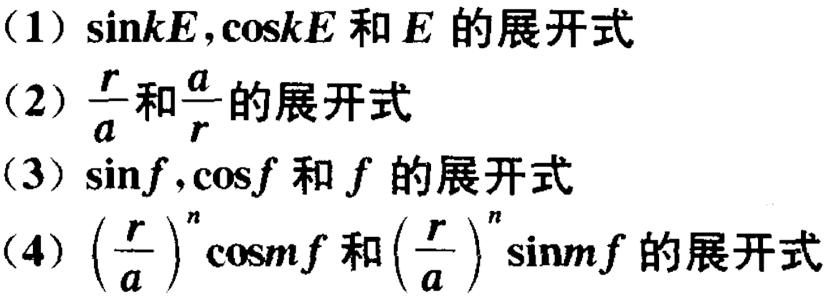 (1) sinkE,coskE 和 E 的展开式
(2) r/a 和 a/r 的展开式
(3) sinf,cosf 和 f 的展开式
(4) (r/a)^n cosmf 和 (r/a)^n sinmf 的展开式